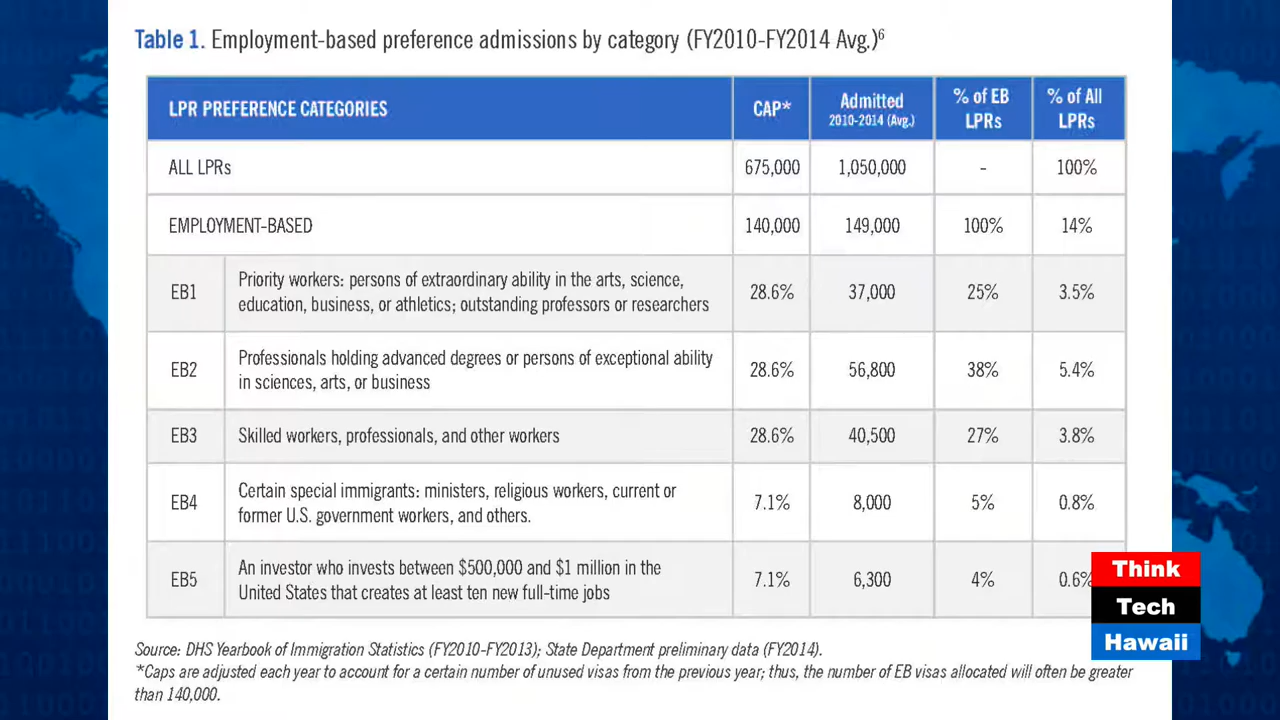 Table 1. Employment-based preference admissions by category (FY2010-FY2014 Avg.)⁶
LPR PREFERENCE CATEGORIES CAP* Admitted 2010-2014 (Avg.) % of EB LPRs % of All LPRs
ALL LPRs 675,000 1,050,000 - 100%
EMPLOYMENT-BASED 140,000 149,000 100% 14%
EB1 Priority workers: persons of extraordinary ability in the arts, science, education, business, or athletics; outstanding professors or researchers 28.6% 37,000 25% 3.5%
EB2 Professionals holding advanced degrees or persons of exceptional ability in sciences, arts, or business 28.6% 56,800 38% 5.4%
EB3 Skilled workers, professionals, and other workers 28.6% 40,500 27% 3.8%
EB4 Certain special immigrants: ministers, religious workers, current or former U.S. government workers, and others. 7.1% 8,000 5% 0.8%
EB5 An investor who invests between $500,000 and $1 million in the United States that creates at least ten new full-time jobs 7.1% 6,300 4% 0.6%
Source: DHS Yearbook of Immigration Statistics (FY2010-FY2013); State Department preliminary data (FY2014).
*Caps are adjusted each year to account for a certain number of unused visas from the previous year; thus, the number of EB visas allocated will often be greater
than 140,000.
Think
Tech
Hawaii